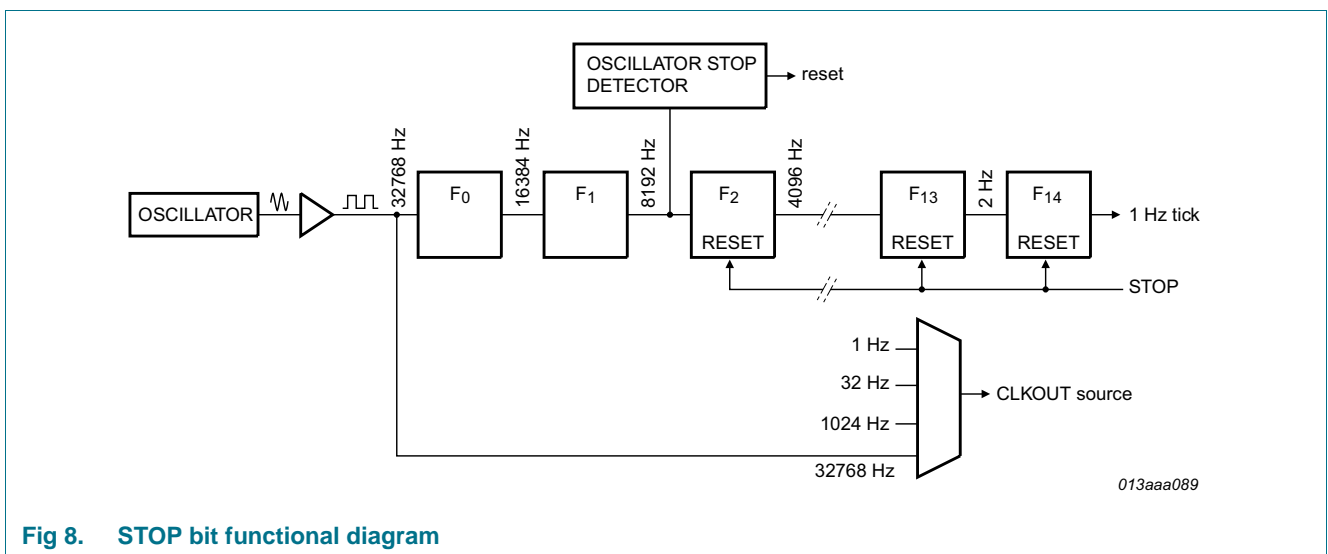 OSCILLATOR STOP
DETECTOR
reset
OSCILLATOR
32768 Hz
F0
16384 Hz
F1
8192 Hz
F2
RESET
4096 Hz
F13
RESET
2 Hz
F14
RESET
1 Hz tick
STOP
1 Hz
32 Hz
1024 Hz
32768 Hz
CLKOUT source
013aaa089
Fig 8. STOP bit functional diagram